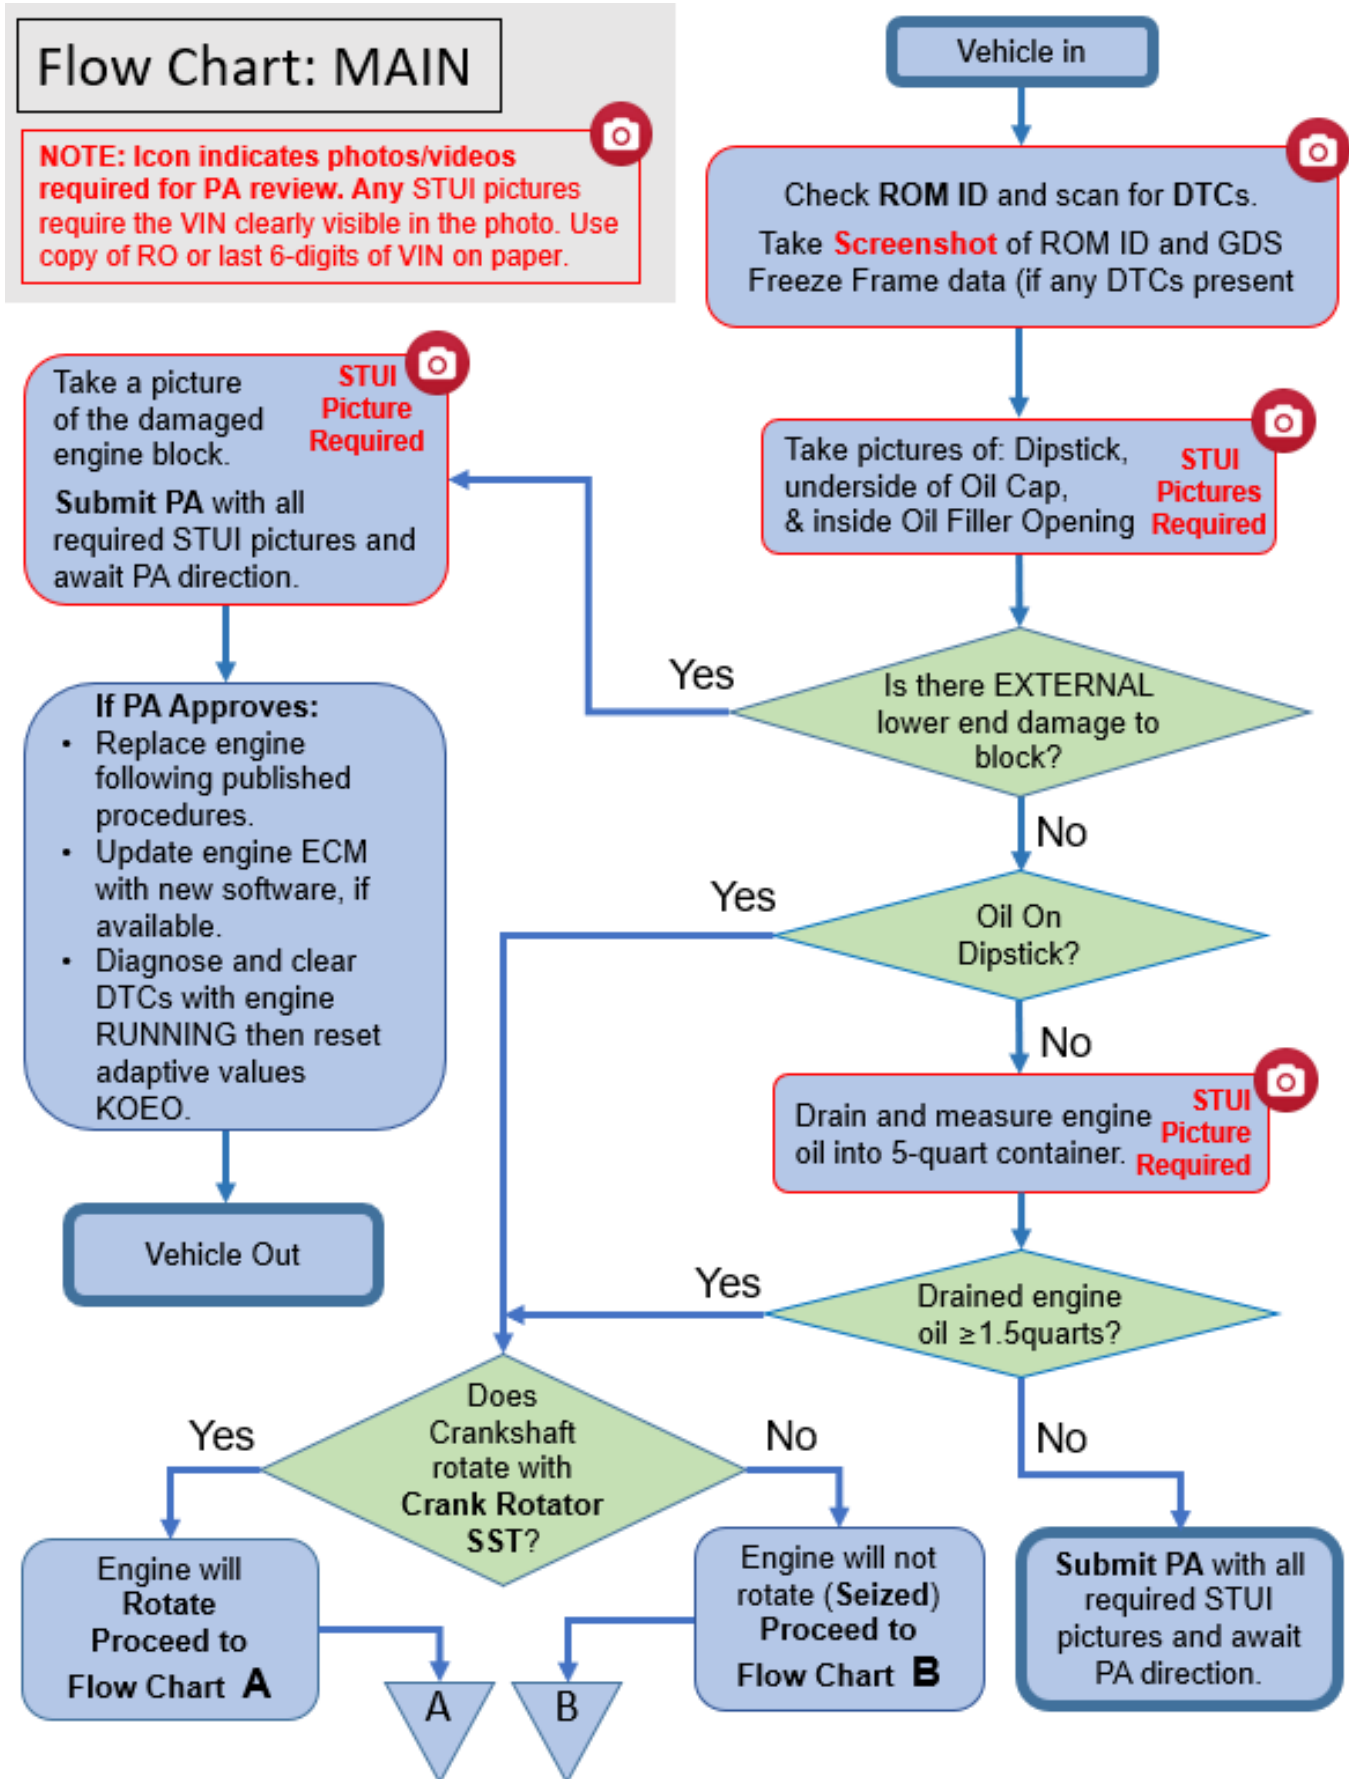 Flow Chart: MAIN
NOTE: Icon indicates photos/videos
required for PA review. Any STUI pictures
require the VIN clearly visible in the photo. Use
copy of RO or last 6-digits of VIN on paper.
Vehicle in
Check ROM ID and scan for DTCs.
Take Screenshot of ROM ID and GDS
Freeze Frame data (if any DTCs present
Take pictures of: Dipstick,
underside of Oil Cap,
& inside Oil Filler Opening
STUI
Pictures
Required
Is there EXTERNAL
lower end damage to
block?
Yes
No
Take a picture
of the damaged
engine block.
STUI
Picture
Required
Submit PA with all
required STUI pictures and
await PA direction.
If PA Approves:
• Replace engine
following published
procedures.
• Update engine ECM
with new software, if
available.
• Diagnose and clear
DTCs with engine
RUNNING then reset
adaptive values
KOEO.
Vehicle Out
Oil On
Dipstick?
Yes
No
Drain and measure engine
oil into 5-quart container.
STUI
Picture
Required
Drained engine
oil ≥1.5quarts?
Yes
No
Does
Crankshaft
rotate with
Crank Rotator
SST?
Yes
No
Engine will
Rotate
Proceed to
Flow Chart A
A
Engine will not
rotate (Seized)
Proceed to
Flow Chart B
B
Submit PA with all
required STUI
pictures and await
PA direction.